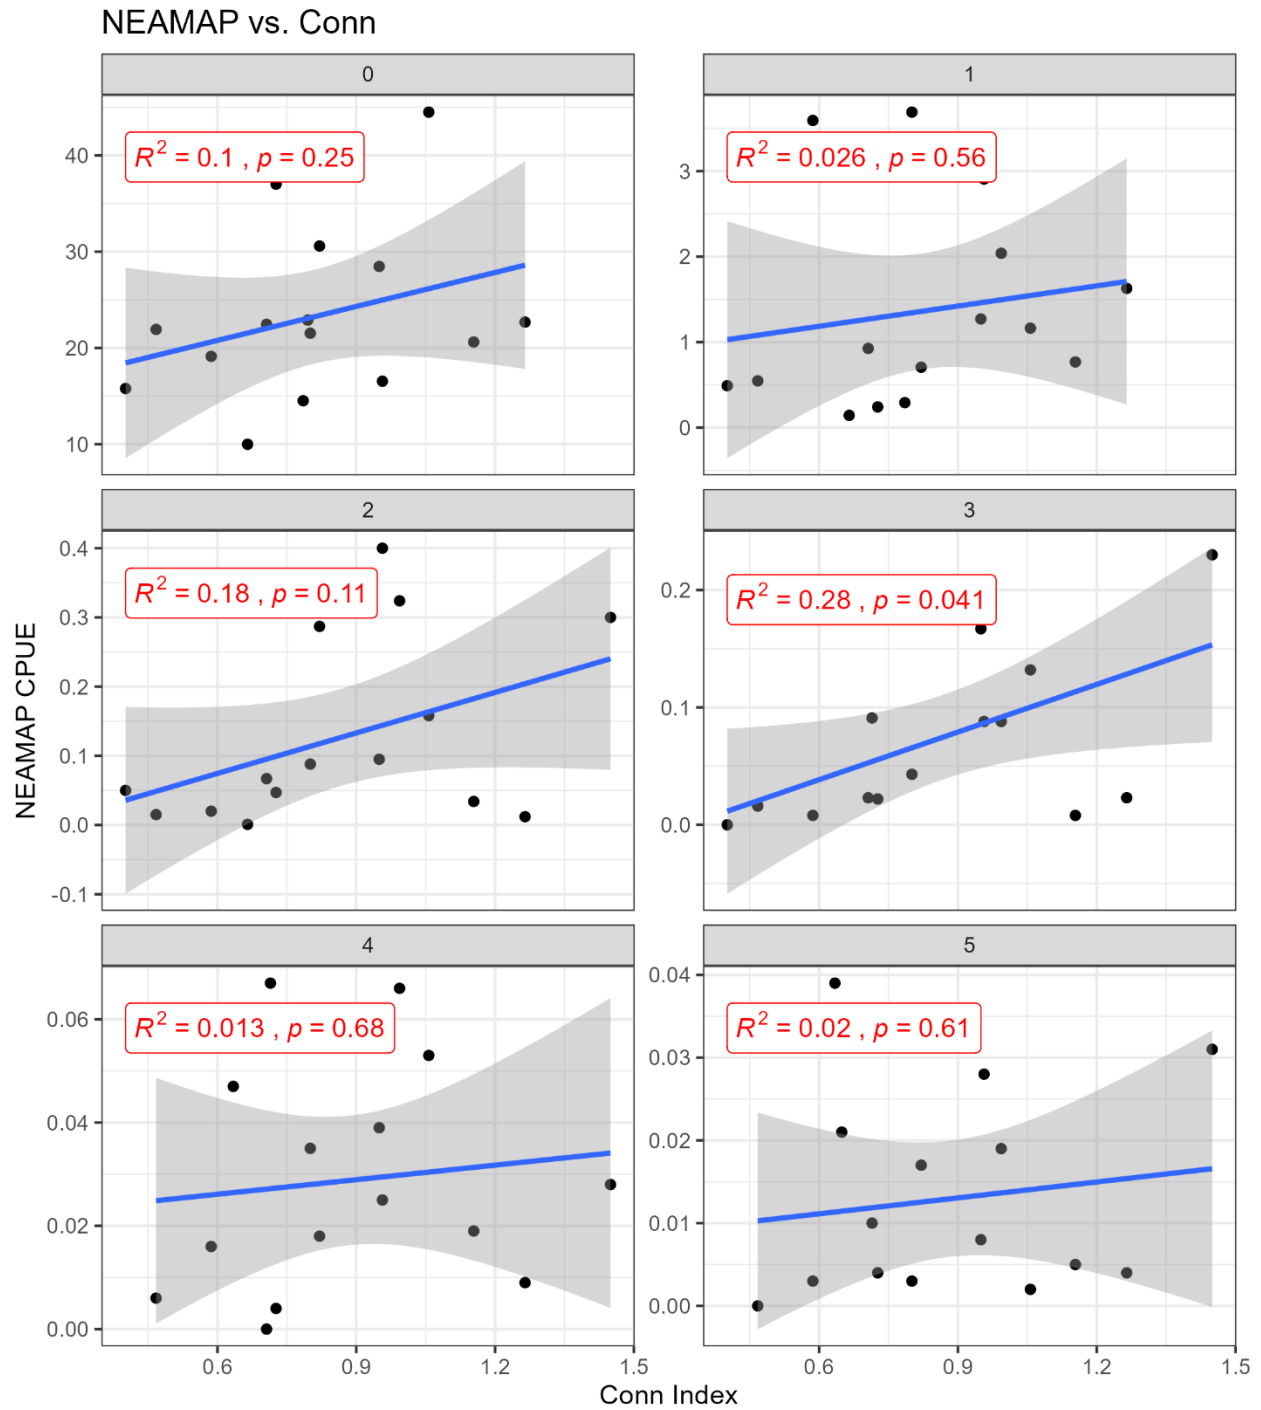 NEAMAP vs. Conn
0
1
40
30
20
10
R² = 0.1 , p = 0.25
3
2
1
0
R² = 0.026 , p = 0.56
2
3
NEAMAP CPUE
0.4
0.3
0.2
0.1
0.0
-0.1
R² = 0.18 , p = 0.11
0.2
0.1
0.0
R² = 0.28 , p = 0.041
4
5
0.06
0.04
0.02
0.00
R² = 0.013 , p = 0.68
0.04
0.03
0.02
0.01
0.00
R² = 0.02 , p = 0.61
0.6 0.9 1.2 1.5
0.6 0.9 1.2 1.5
Conn Index